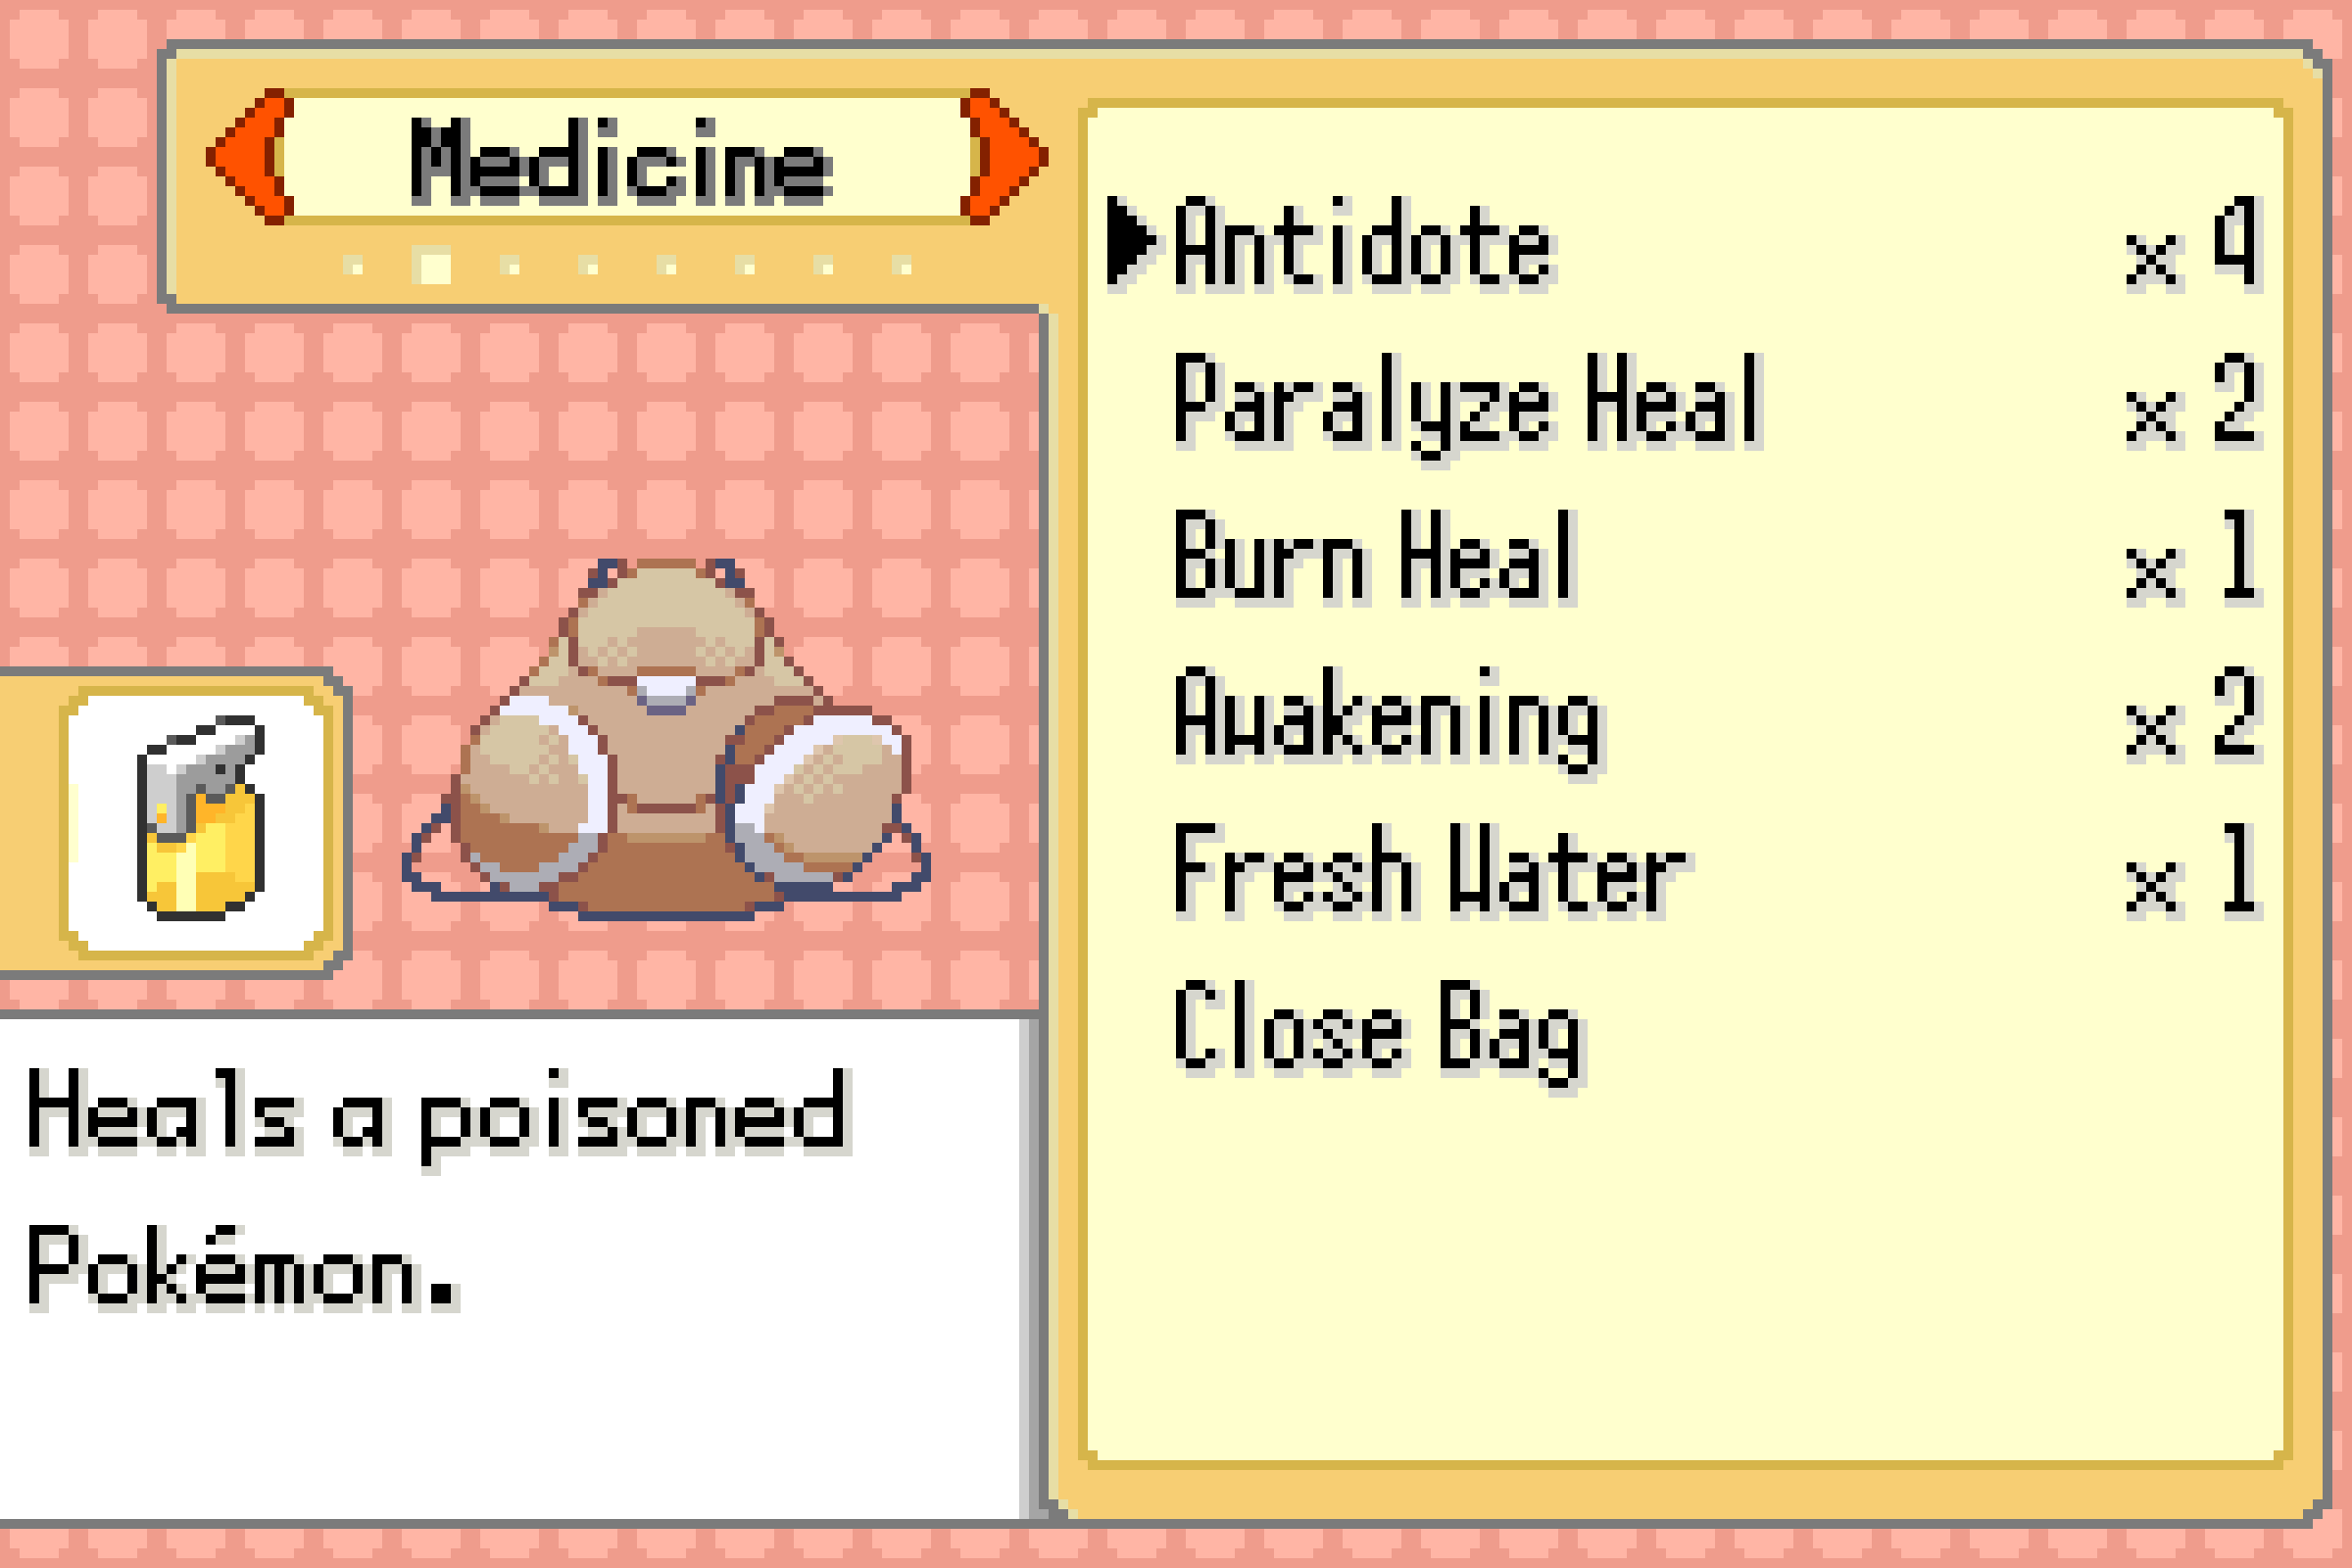 Medicine
Antidote x 4
Paralyze Heal x 2
Burn Heal x 1
Awakening x 2
Fresh Water x 1
Close Bag
Heals a poisoned
Pokémon.